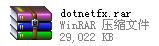 dotnetfx.rar
WinRAR 压缩文件
29,022 KB